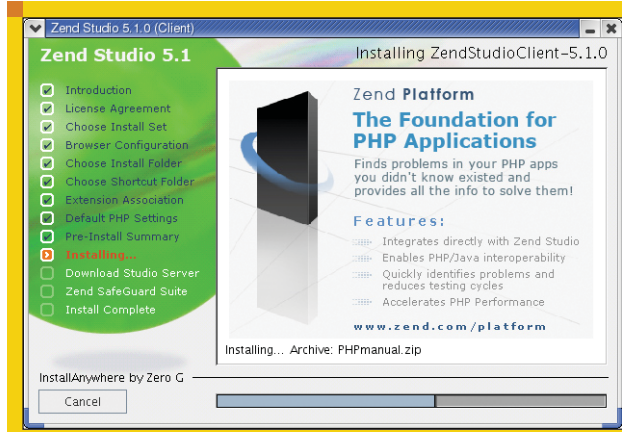 Zend Studio 5.1.0 (Client)
Zend Studio 5.1
Installing ZendStudioClient-5.1.0
Introduction
License Agreement
Choose Install Set
Browser Configuration
Choose Install Folder
Choose Shortcut Folder
Extension Association
Default PHP Settings
Pre-Install Summary
Installing...
Download Studio Server
Zend SafeGuard Suite
Install Complete
Zend Platform
The Foundation for
PHP Applications
Finds problems in your PHP apps
you didn't know existed and
provides all the info to solve them!
Features:
Integrates directly with Zend Studio
Enables PHP/Java interoperability
Quickly identifies problems and
reduces testing cycles
Accelerates PHP Performance
www.zend.com/platform
Installing... Archive: PHPmanual.zip
InstallAnywhere by Zero G
Cancel